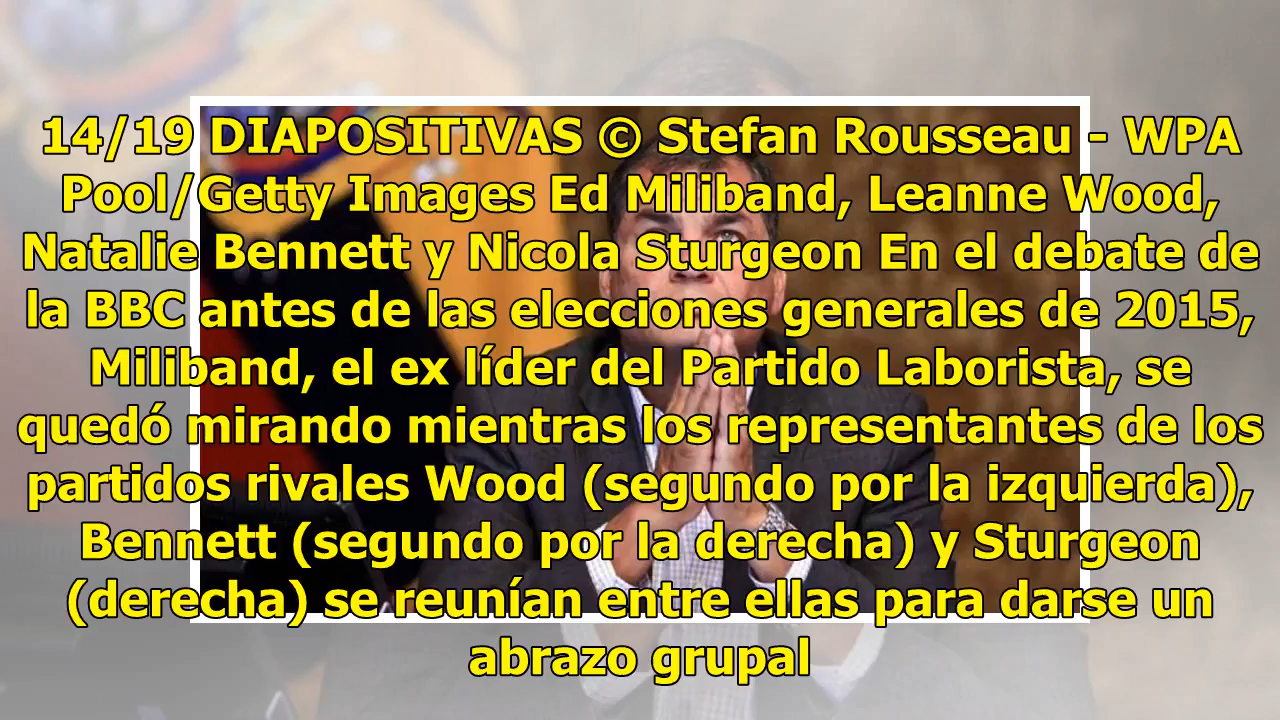 14/19 DIAPOSITIVAS © Stefan Rousseau - WPA
Pool/Getty Images Ed Miliband, Leanne Wood,
Natalie Bennett y Nicola Sturgeon En el debate de
la BBC antes de las elecciones generales de 2015,
Miliband, el ex líder del Partido Laborista, se
quedó mirando mientras los representantes de los
partidos rivales Wood (segundo por la izquierda),
Bennett (segundo por la derecha) y Sturgeon
(derecha) se reunían entre ellas para darse un
abrazo grupal